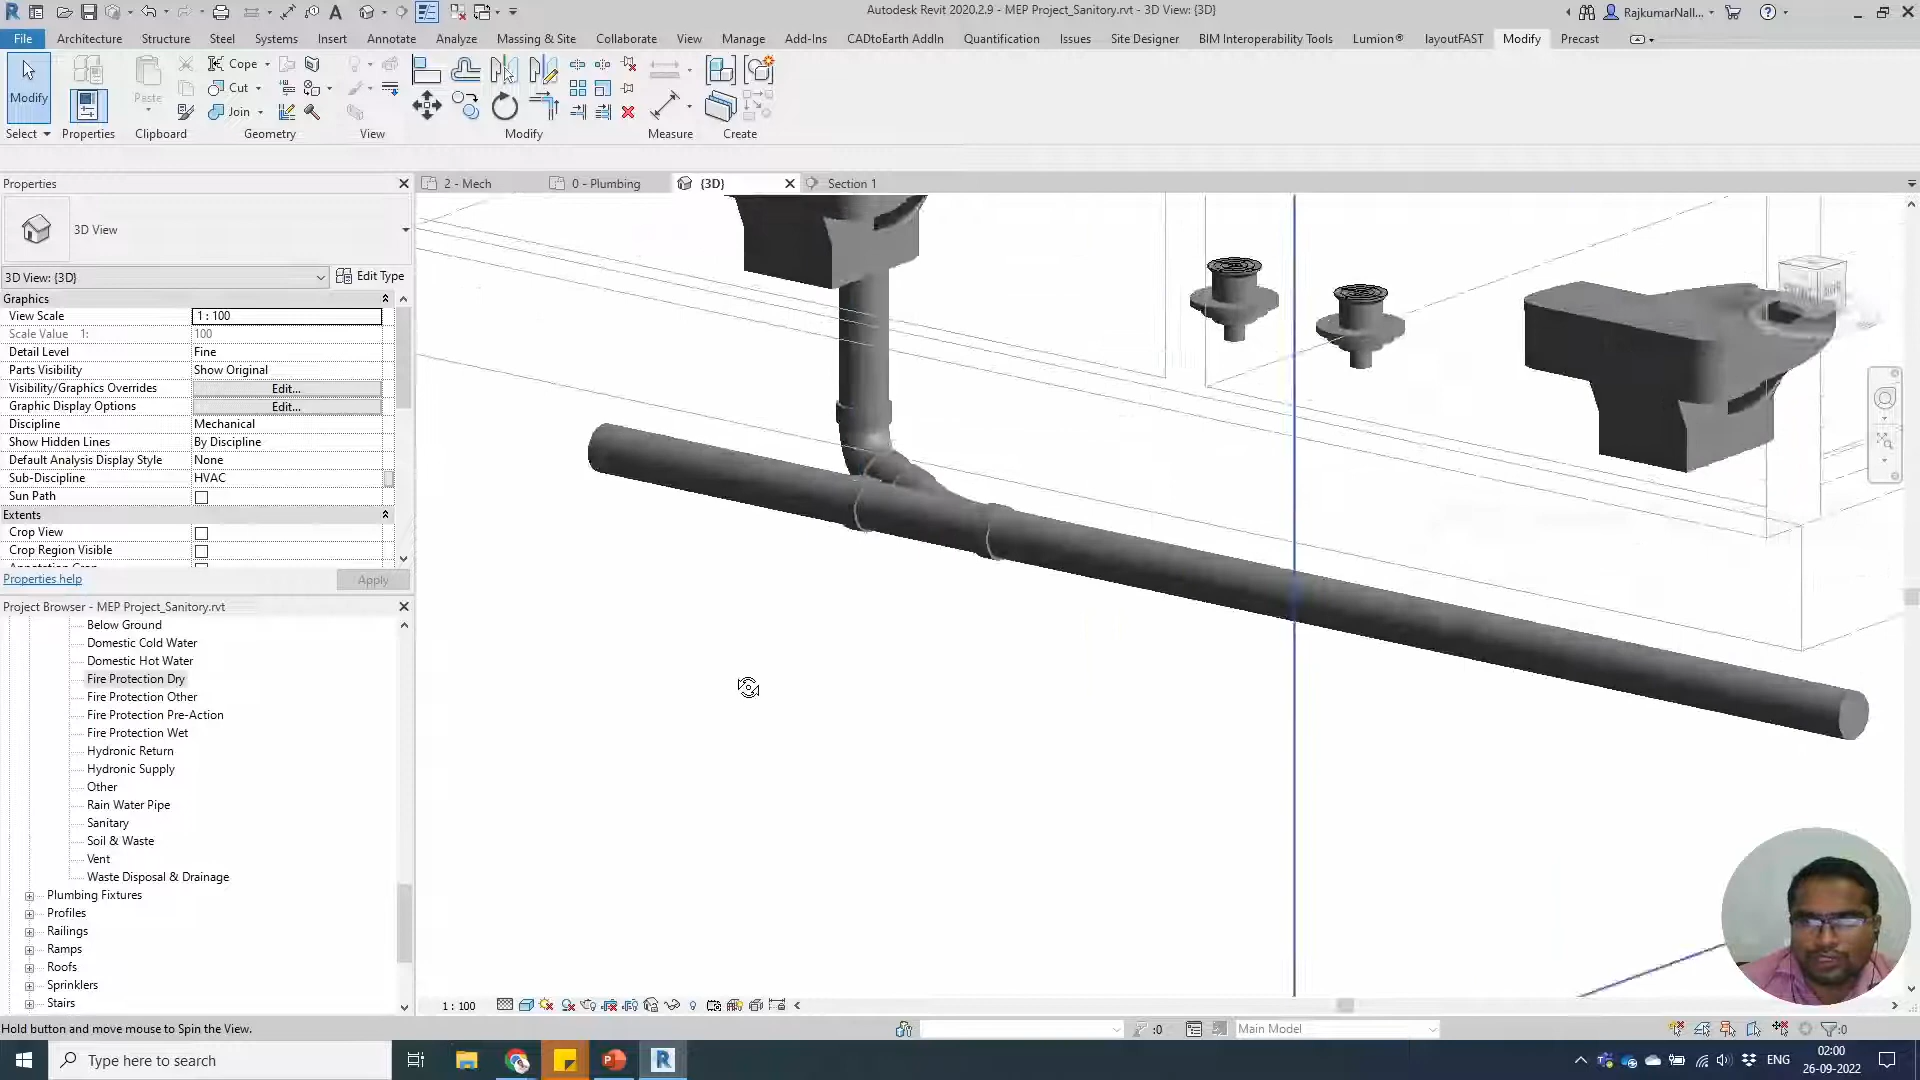 Autodesk Revit 2020.2.9 - MEP Project_Sanitory.rvt - 3D View: {3D}
RajkumarNall...
File Architecture Structure Steel Systems Insert Annotate Analyze Massing & Site Collaborate View Manage Add-Ins CADtoEarth AddIn Quantification Issues Site Designer BIM Interoperability Tools Lumion® layoutFAST Modify Precast
Modify
Paste
Cope
Cut
Join
Select Properties Clipboard Geometry View Modify Measure Create
Properties
2 - Mech
0 - Plumbing
{3D}
Section 1
3D View
3D View: {3D}
Edit Type
Graphics
View Scale 1 : 100
Scale Value 1: 100
Detail Level Fine
Parts Visibility Show Original
Visibility/Graphics Overrides Edit...
Graphic Display Options Edit...
Discipline Mechanical
Show Hidden Lines By Discipline
Default Analysis Display Style None
Sub-Discipline HVAC
Sun Path
Extents
Crop View
Crop Region Visible
Properties help
Apply
Project Browser - MEP Project_Sanitory.rvt
Below Ground
Domestic Cold Water
Domestic Hot Water
Fire Protection Dry
Fire Protection Other
Fire Protection Pre-Action
Fire Protection Wet
Hydronic Return
Hydronic Supply
Other
Rain Water Pipe
Sanitary
Soil & Waste
Vent
Waste Disposal & Drainage
Plumbing Fixtures
Profiles
Railings
Ramps
Roofs
Sprinklers
Stairs
1 : 100
Hold button and move mouse to Spin the View.
:0
Main Model
:0
Type here to search
ENG
02:00
26-09-2022